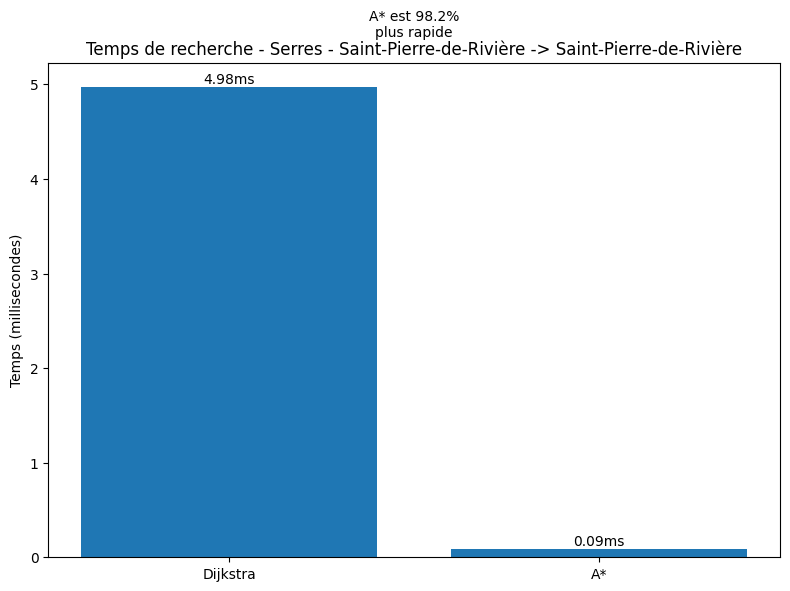 A* est 98.2%
plus rapide
Temps de recherche - Serres - Saint-Pierre-de-Rivière -> Saint-Pierre-de-Rivière
Temps (millisecondes)
5
4
3
2
1
0
4.98ms
0.09ms
Dijkstra
A*